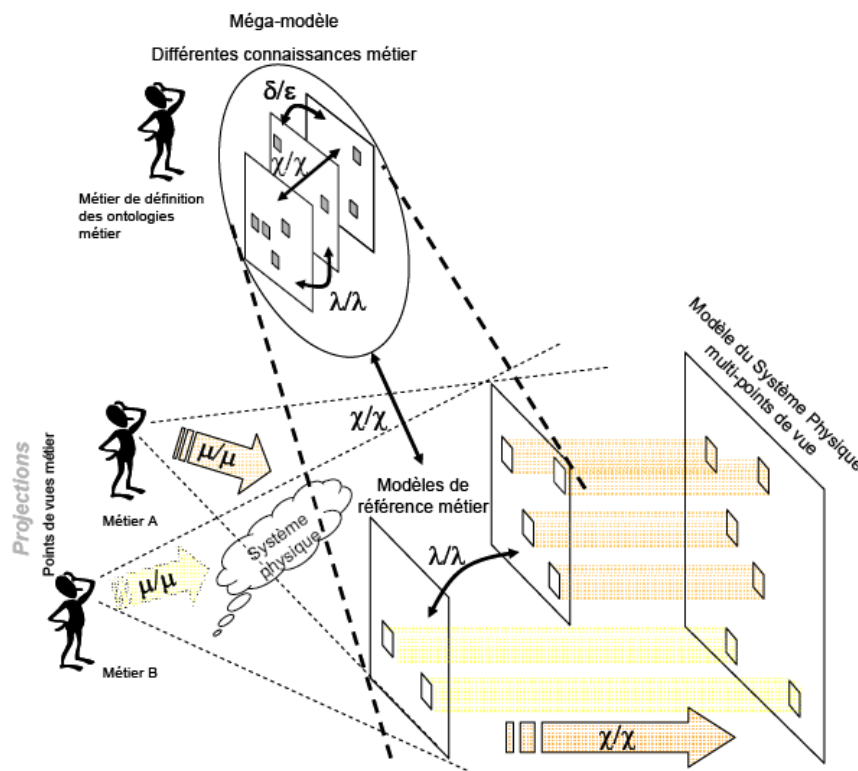 Méga-modèle
Différentes connaissances métier
δ/ε
χ/χ
λ/λ
Métier de définition
des ontologies
métier
Modèle du Système Physique
multi-points de vue
χ/χ
Projections
Points de vues métier
μ/μ
Métier A
Modèles de
référence métier
Système
physique
λ/λ
μ/μ
Métier B
χ/χ